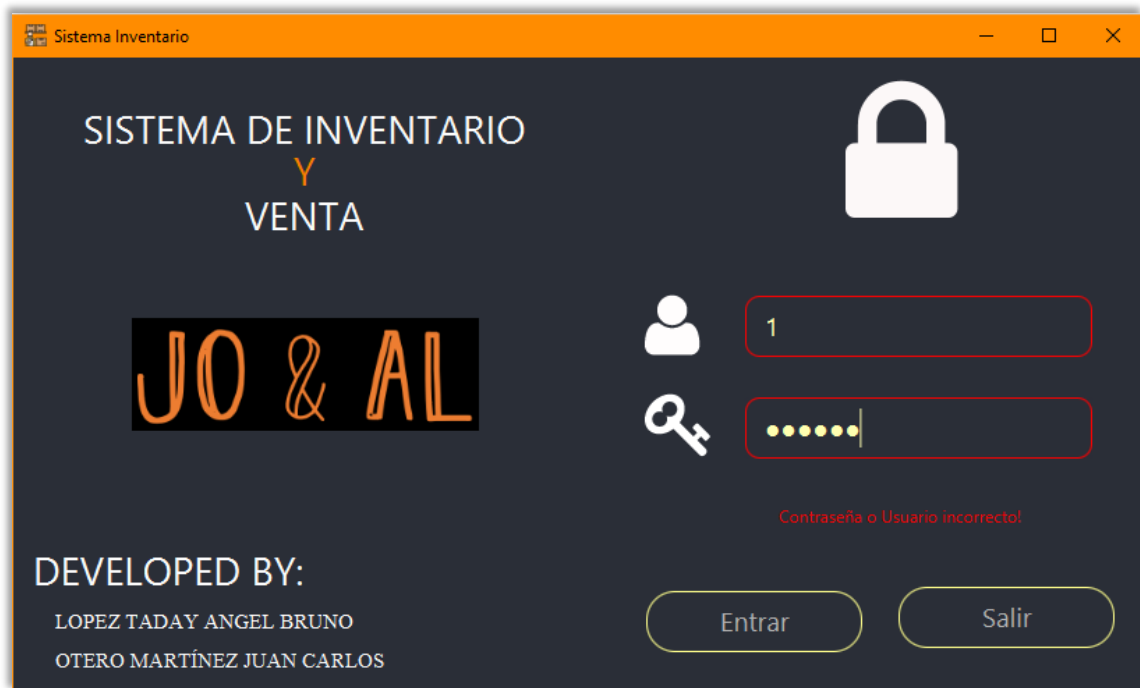 Sistema Inventario
SISTEMA DE INVENTARIO
Y
VENTA
JO & AL
1
••••••
Contraseña o Usuario incorrecto!
DEVELOPED BY:
LOPEZ TADAY ANGEL BRUNO
OTERO MARTÍNEZ JUAN CARLOS
Entrar
Salir